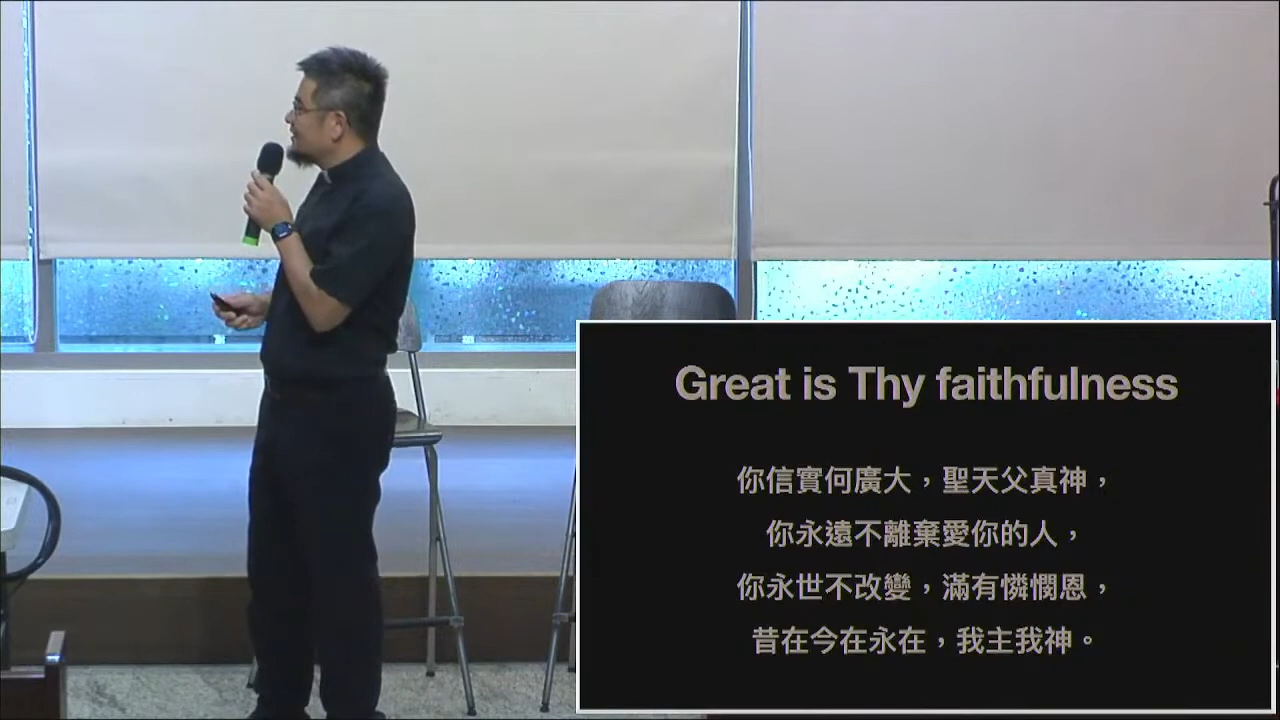 Great is Thy faithfulness
你信實何廣大，聖天父真神，
你永遠不離棄愛你的人，
你永世不改變，滿有憐憫恩，
昔在今在永在，我主我神。